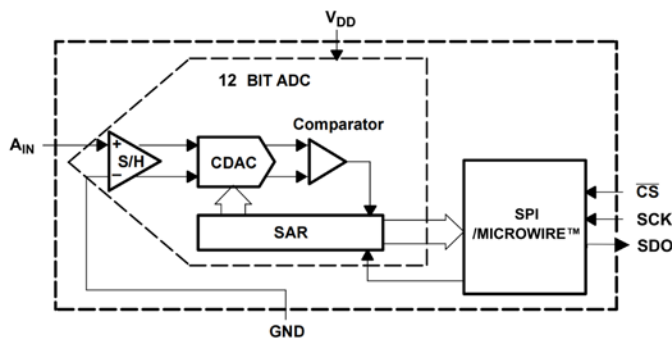 VDD
12 BIT ADC
Comparator
AIN
+
S/H
−
CDAC
SAR
SPI
/MICROWIRE™
CS
SCK
SDO
GND